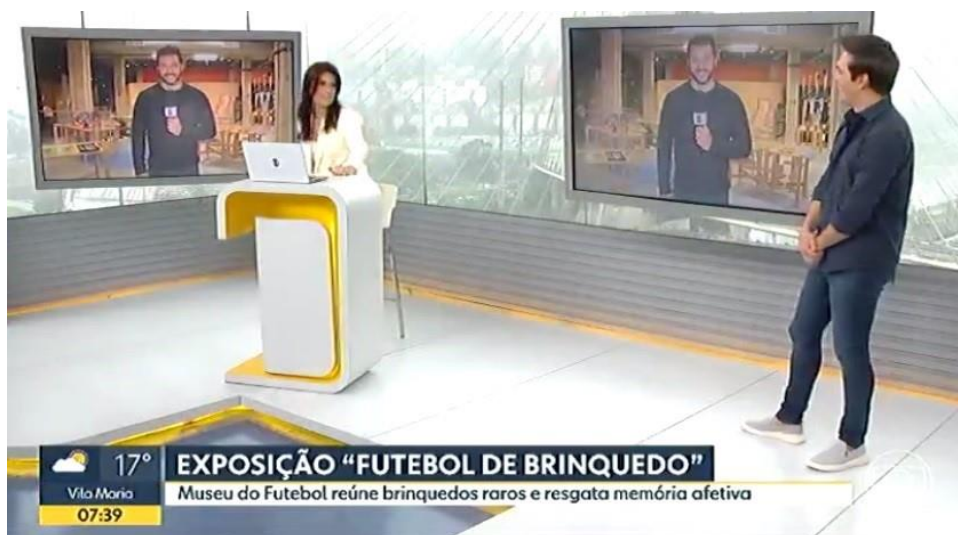 17°
EXPOSIÇÃO “FUTEBOL DE BRINQUEDO”
Vila Maria
Museu do Futebol reúne brinquedos raros e resgata memória afetiva
07:39